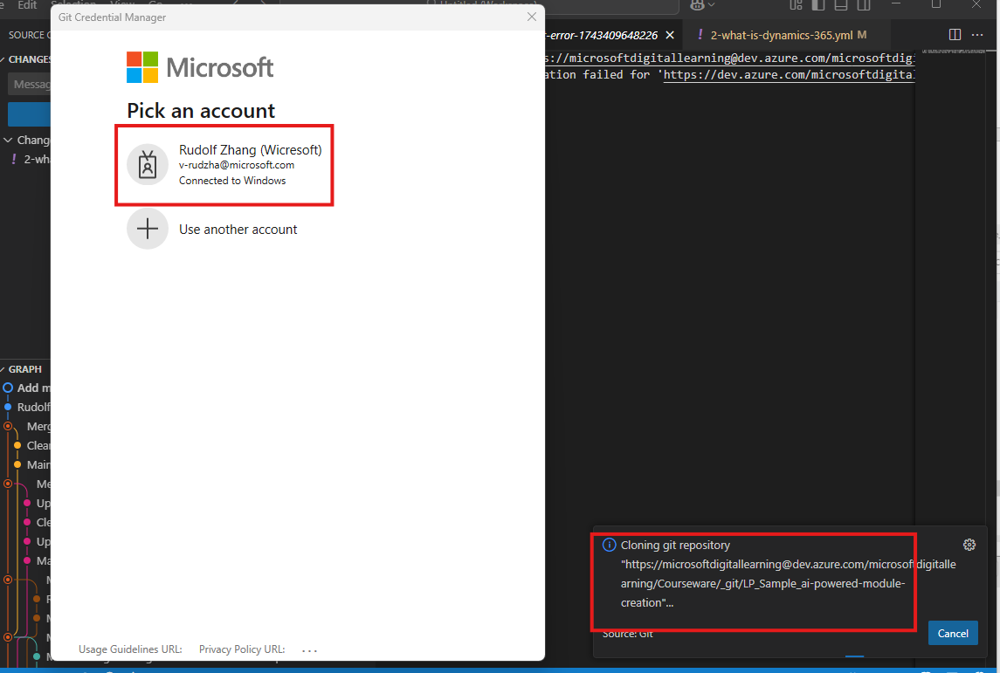 Edit
Selection
View
Go
Untitled (Workspace)
Git Credential Manager
SOURCE C
-error-1743409648226
! 2-what-is-dynamics-365.yml M
CHANGES
Messag
Microsoft
s://microsoftdigitallearning@dev.azure.com/microsoftdigi
ation failed for 'https://dev.azure.com/microsoftdigital
Pick an account
Chang
! 2-wha
Rudolf Zhang (Wicresoft)
v-rudzha@microsoft.com
Connected to Windows
Use another account
GRAPH
Add m
Rudolf
Merg
Clea
Main
Me
Up
Cle
Up
Ma
M
R
M
M
M
Cloning git repository
"https://microsoftdigitallearning@dev.azure.com/microsoftdigitalle
arning/Courseware/_git/LP_Sample_ai-powered-module-
creation"...
Source: Git
Cancel
Usage Guidelines URL:
Privacy Policy URL:
...